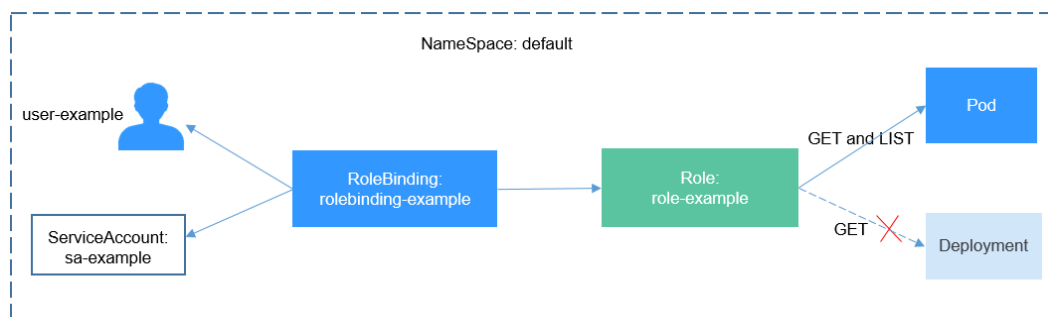 NameSpace: default
user-example
Pod
GET and LIST
RoleBinding:
rolebinding-example
Role:
role-example
ServiceAccount:
sa-example
GET
Deployment